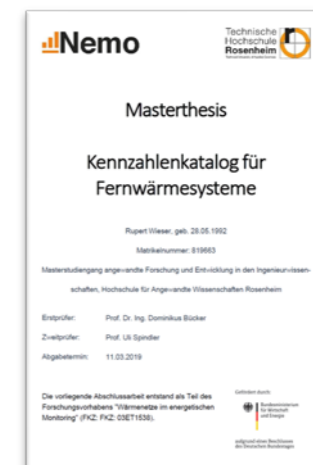 Nemo
Technische
Hochschule
Rosenheim
Masterthesis
Kennzahlenkatalog für
Fernwärmesysteme
Rupert Wieser, geb. 28.05.1992
Matrikelnummer: 819663
Masterstudiengang angewandte Forschung und Entwicklung in den Ingenieurwissen-
schaften, Hochschule für Angewandte Wissenschaften Rosenheim
Erstprüfer: Prof. Dr. Ing. Dominikus Bücker
Zweitprüfer: Prof. Uli Spindler
Abgabetermin: 11.03.2019
Gefördert durch:
Die vorliegende Abschlussarbeit entstand als Teil des
Forschungsvorhabens "Wärmenetze im energetischen
Monitoring" (FKZ: FKZ: 03ET1538).
Bundesministerium
für Wirtschaft
und Energie
aufgrund eines Beschlusses
des Deutschen Bundestages